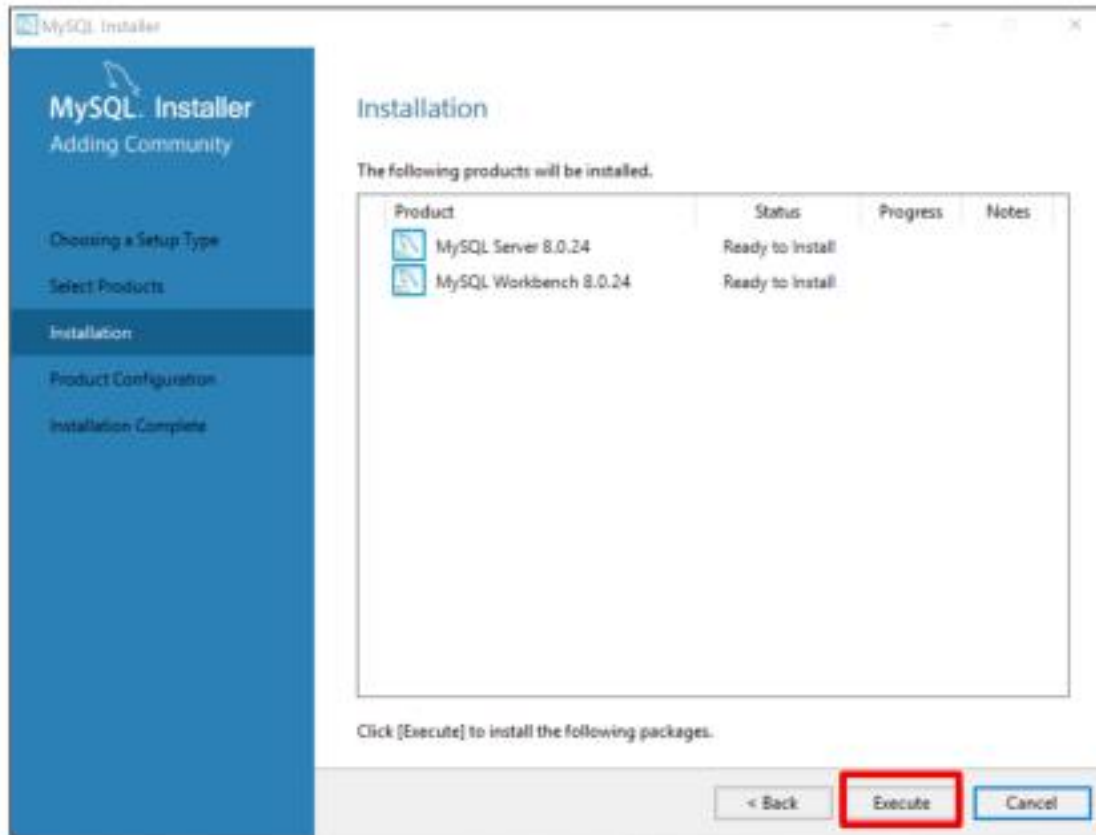 MySQL Installer
MySQL. Installer
Adding Community
Choosing a Setup Type
Select Products
Installation
Product Configuration
Installation Complete
Installation
The following products will be installed.
Product Status Progress Notes
MySQL Server 8.0.24 Ready to Install
MySQL Workbench 8.0.24 Ready to Install
Click [Execute] to install the following packages.
< Back Execute Cancel